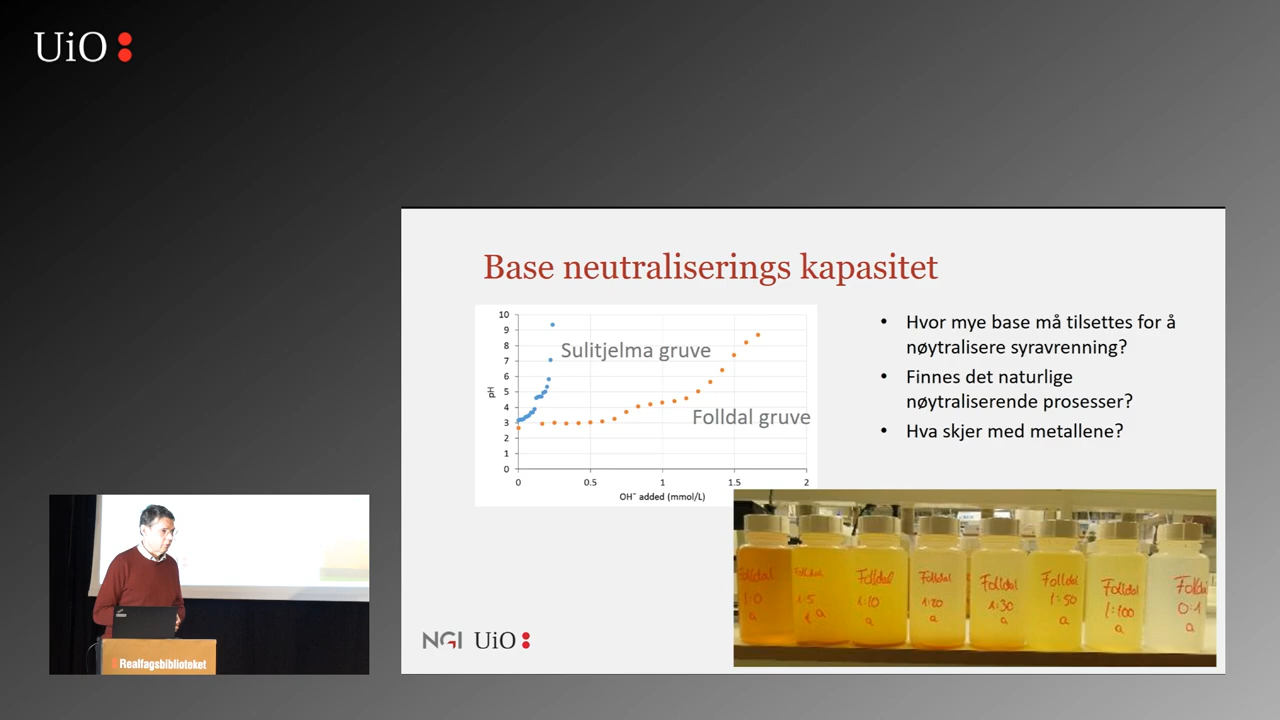 UiO
Base neutraliserings kapasitet
10
9
8
7
6
5
4
3
2
1
0
pH
Sulitjelma gruve
Folldal gruve
0
0.5
1
1.5
2
OH⁻ added (mmol/L)
• Hvor mye base må tilsettes for å
nøytralisere syravrenning?
• Finnes det naturlige
nøytraliserende prosesser?
• Hva skjer med metallene?
Folldal
1:0
a
Folldal
1:5
a
Folldal
1:10
a
Folldal
1:20
a
Folldal
1:30
a
Folldal
1:50
a
Folldal
1:100
a
Folldal
0:1
a
NGI UiO
Realfagsbiblioteket